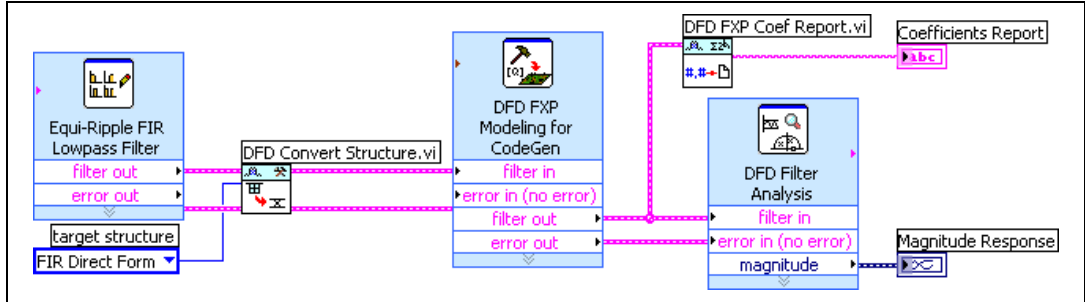 DFD FXP Coef Report.vi
Coefficients Report
abc
Σ2
#.#
[Q]
Equi-Ripple FIR
Lowpass Filter
filter out
error out
DFD Convert Structure.vi
target structure
FIR Direct Form
DFD FXP
Modeling for
CodeGen
filter in
error in (no error)
filter out
error out
DFD Filter
Analysis
filter in
error in (no error)
magnitude
Magnitude Response